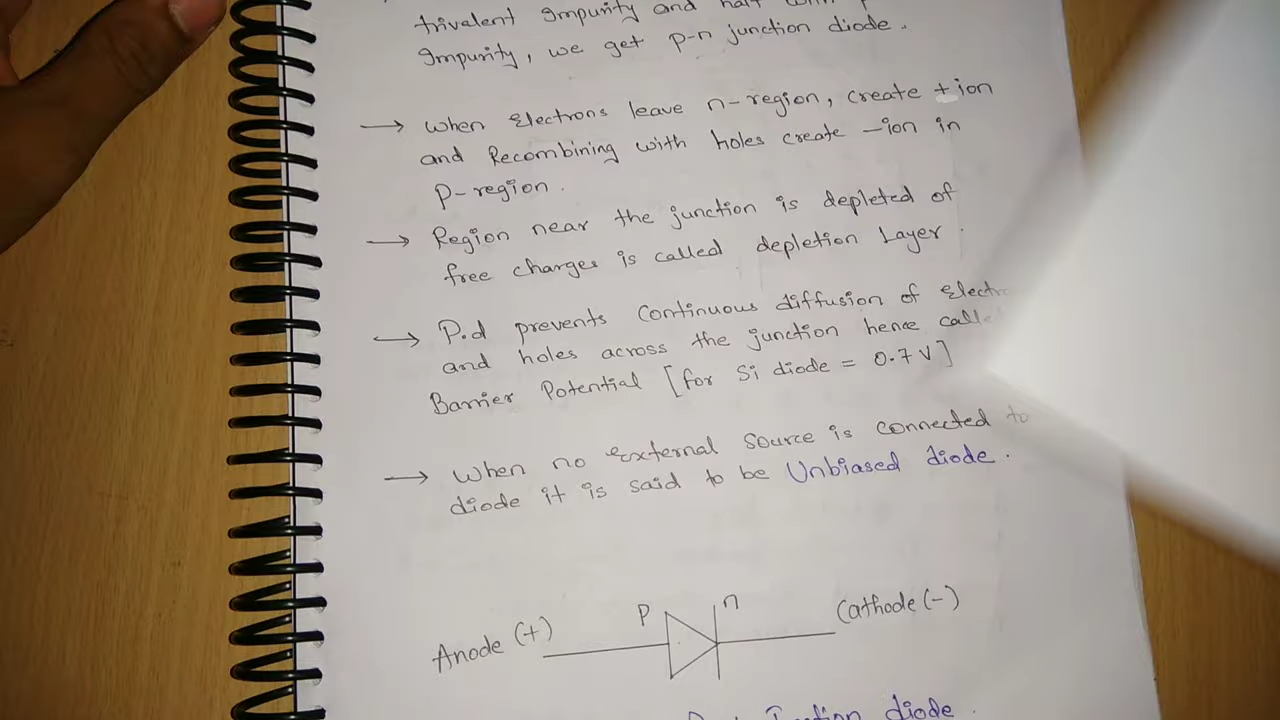 trivalent Impurity and half with
Impurity, we get p-n junction diode.
→ When Electrons leave n-region, create +ion
and Recombining with holes create -ion in
p-region.
→ Region near the junction is depleted of
free charges is called depletion Layer.
→ P.d prevents Continuous diffusion of
and holes across the junction hence
Barrier Potential [for Si diode = 0.7 V]
→ When no external Source is connected to
diode it is said to be Unbiased diode.
P n
Anode (+) Cathode (-)
diode.